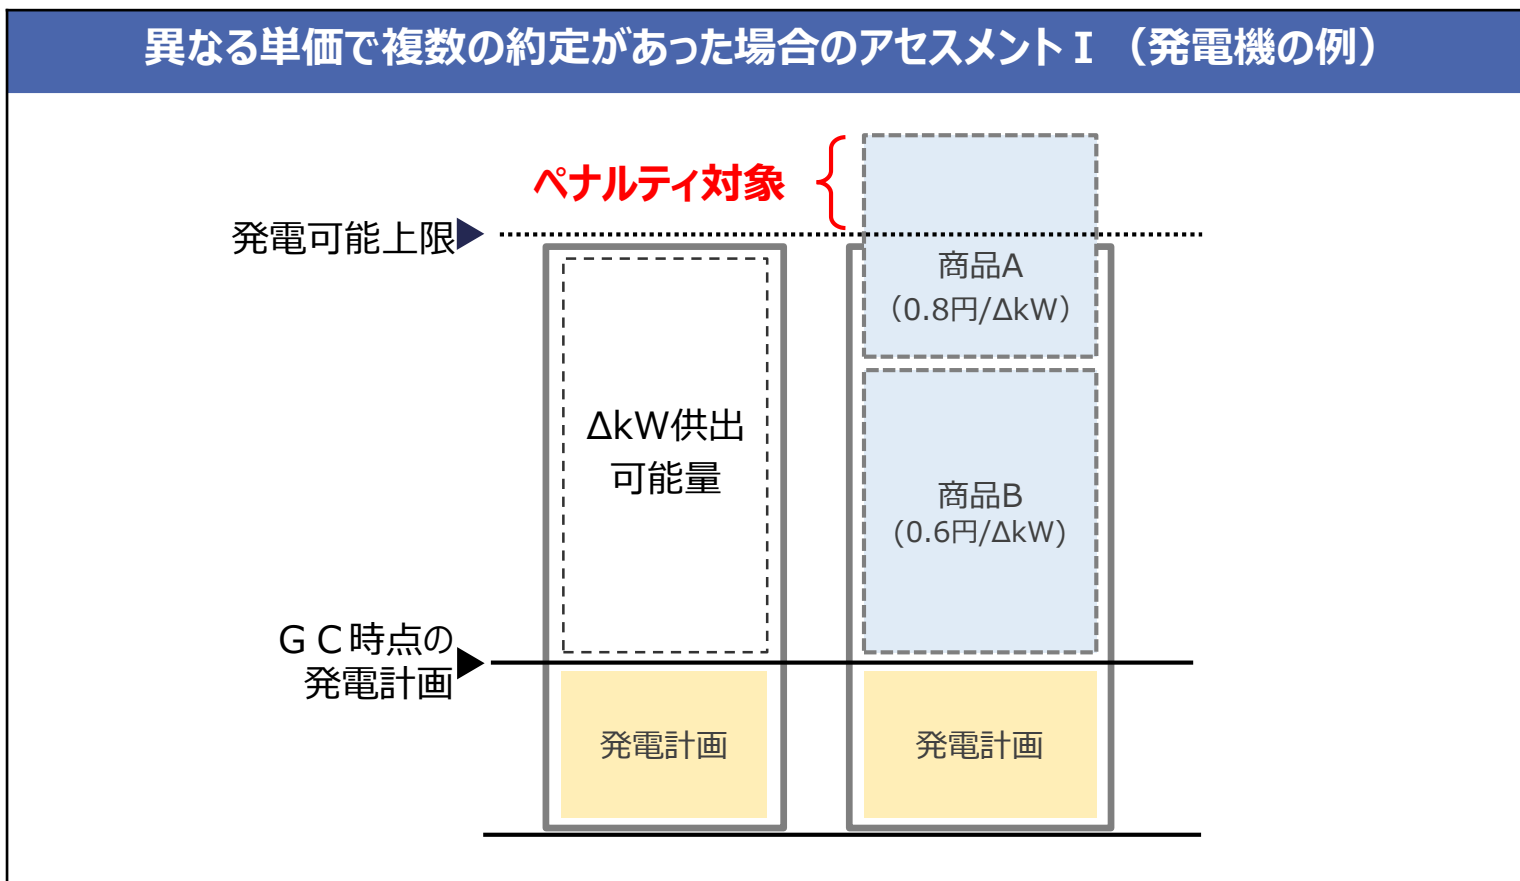 異なる単価で複数の約定があった場合のアセスメントⅠ（発電機の例）
ペナルティ対象
発電可能上限
商品A
（0.8円/ΔkW）
ΔkW供出
可能量
商品B
(0.6円/ΔkW)
ＧＣ時点の
発電計画
発電計画
発電計画